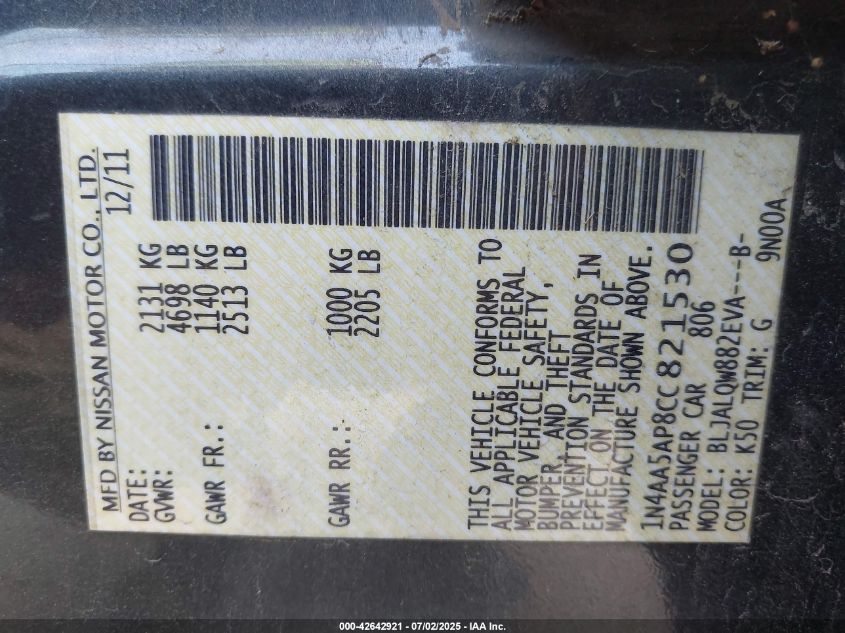 MFD BY NISSAN MOTOR CO., LTD.
DATE: 12/11
GVWR: 2131 KG
4698 LB
GAWR FR.: 1140 KG
2513 LB
GAWR RR.: 1000 KG
2205 LB
THIS VEHICLE CONFORMS TO
ALL APPLICABLE FEDERAL
MOTOR VEHICLE SAFETY,
BUMPER, AND THEFT
PREVENTION STANDARDS IN
EFFECT ON THE DATE OF
MANUFACTURE SHOWN ABOVE.
1N4AA5AP8CC821530
PASSENGER CAR 806
MODEL: BLJALQW882EVA---B-
COLOR: K50 TRIM: G 9N00A
000-42642921 - 07/02/2025 - IAA Inc.